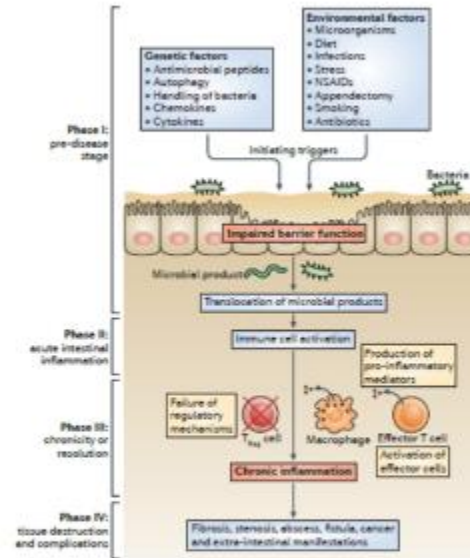 Genetic factors
• Antimicrobial peptides
• Autophagy
• Handling of bacteria
• Chemokines
• Cytokines
Environmental factors
• Microorganisms
• Diet
• Infections
• Stress
• NSAIDs
• Appendectomy
• Smoking
• Antibiotics
Phase I:
pre-disease
stage
Initiating triggers
Bacteria
Impaired barrier function
Microbial products
Translocation of microbial products
Phase II:
acute intestinal
inflammation
Immune cell activation
Production of
pro-inflammatory
mediators
Phase III:
chronicity or
resolution
Failure of
regulatory
mechanisms
Treg cell
Macrophage
Effector T cell
Activation of
effector cells
Chronic inflammation
Phase IV:
tissue destruction
and complications
Fibrosis, stenosis, abscess, fistula, cancer
and extra-intestinal manifestations